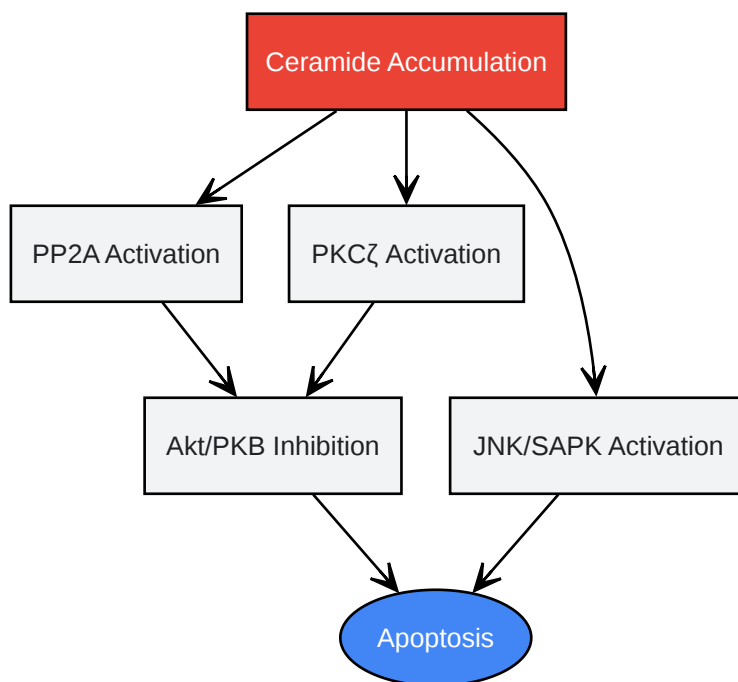 Ceramide Accumulation
PP2A Activation
PKCζ Activation
Akt/PKB Inhibition
JNK/SAPK Activation
Apoptosis